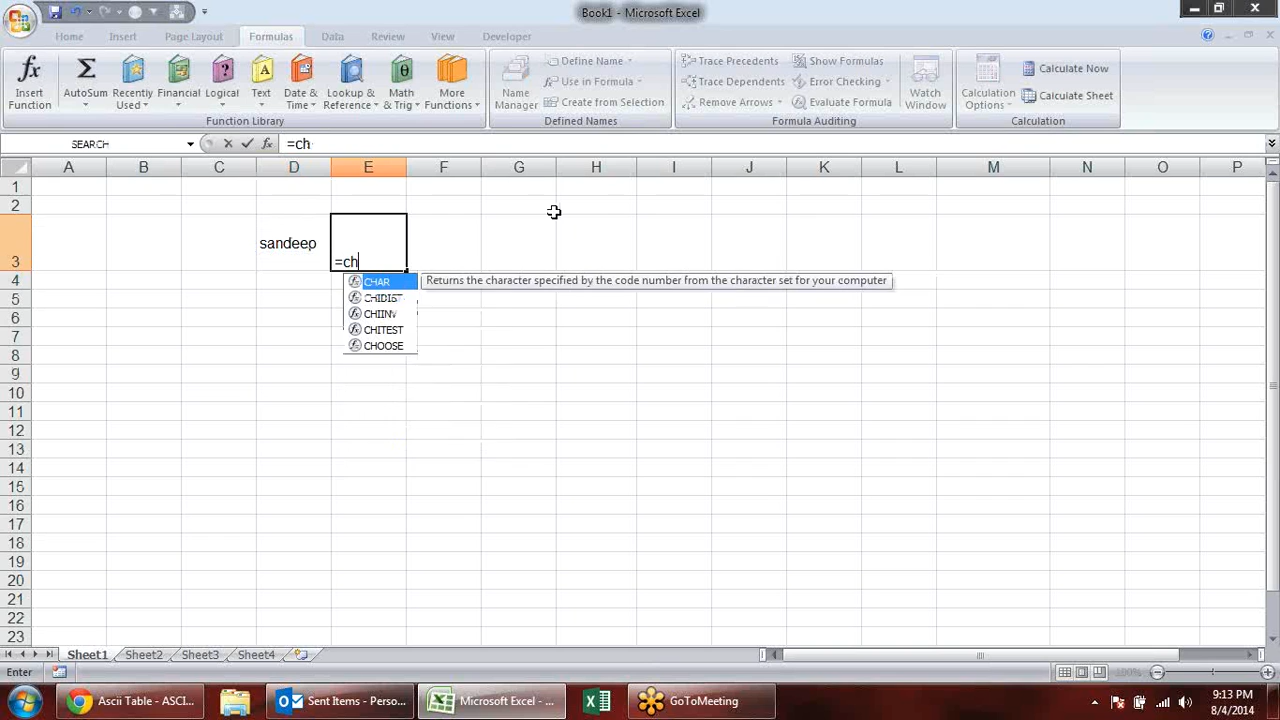 Book1 - Microsoft Excel
Home Insert Page Layout Formulas Data Review View Developer
Insert Function
AutoSum
Recently Used
Financial
Logical
Text
Date & Time
Lookup & Reference
Math & Trig
More Functions
Function Library
Name Manager
Define Name
Use in Formula
Create from Selection
Defined Names
Trace Precedents
Trace Dependents
Remove Arrows
Show Formulas
Error Checking
Evaluate Formula
Formula Auditing
Watch Window
Calculation Options
Calculate Now
Calculate Sheet
Calculation
SEARCH =ch
A B C D E F G H I J K L M N O P
1
2
3 sandeep =ch
CHAR Returns the character specified by the code number from the character set for your computer
CHIDIST
CHIINV
CHITEST
CHOOSE
4
5
6
7
8
9
10
11
12
13
14
15
16
17
18
19
20
21
22
23
Sheet1 Sheet2 Sheet3 Sheet4
Enter 100%
Ascii Table - ASCI... Sent Items - Perso... Microsoft Excel - ... GoToMeeting
9:13 PM
8/4/2014